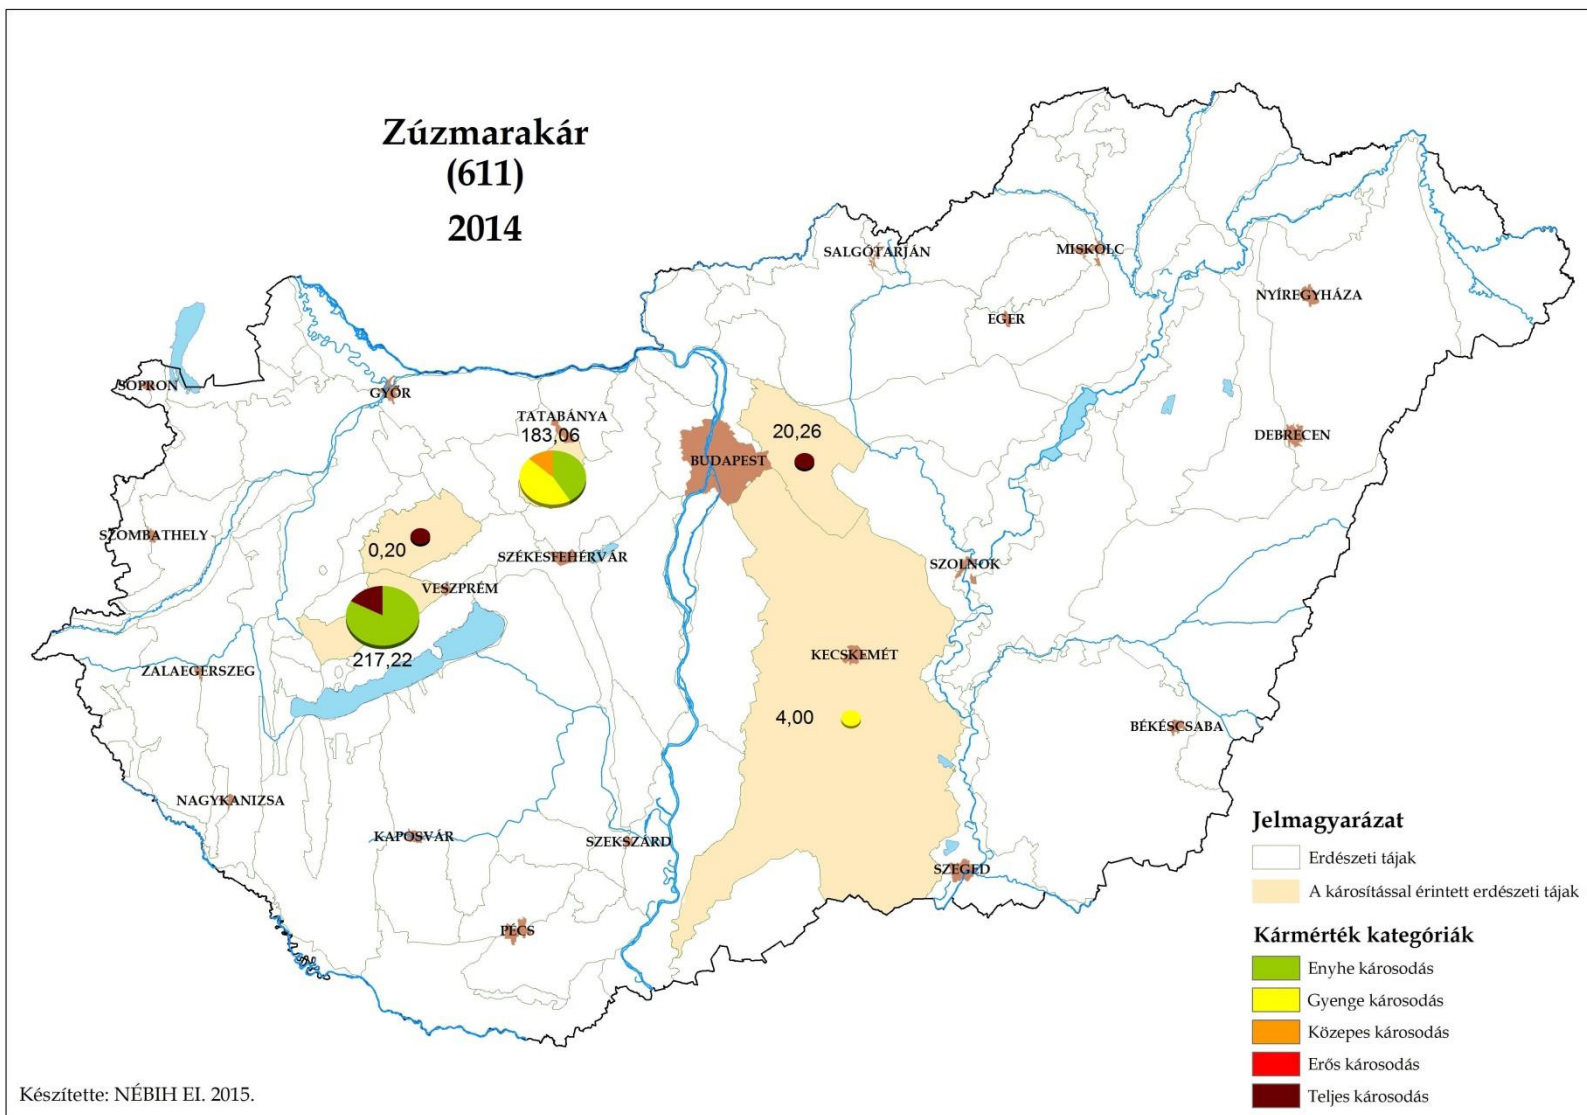 Zúzmarakár
(611)
2014
SALGÓTARJÁN
MISKOLC
NYÍREGYHÁZA
EGER
SOPRON
GYŐR
TATABÁNYA
183,06
20,26
DEBRECEN
BUDAPEST
SZOMBATHELY
0,20
SZÉKESFEHÉRVÁR
SZOLNOK
VESZPRÉM
217,22
KECSKEMÉT
ZALAEGERSZEG
4,00
BÉKÉSCSABA
NAGYKANIZSA
KAPOSVÁR
SZEKSZÁRD
SZEGED
PÉCS
Jelmagyarázat
Erdészeti tájak
A károsítással érintett erdészeti tájak
Kármérték kategóriák
Enyhe károsodás
Gyenge károsodás
Közepes károsodás
Erős károsodás
Teljes károsodás
Készítette: NÉBIH EI. 2015.